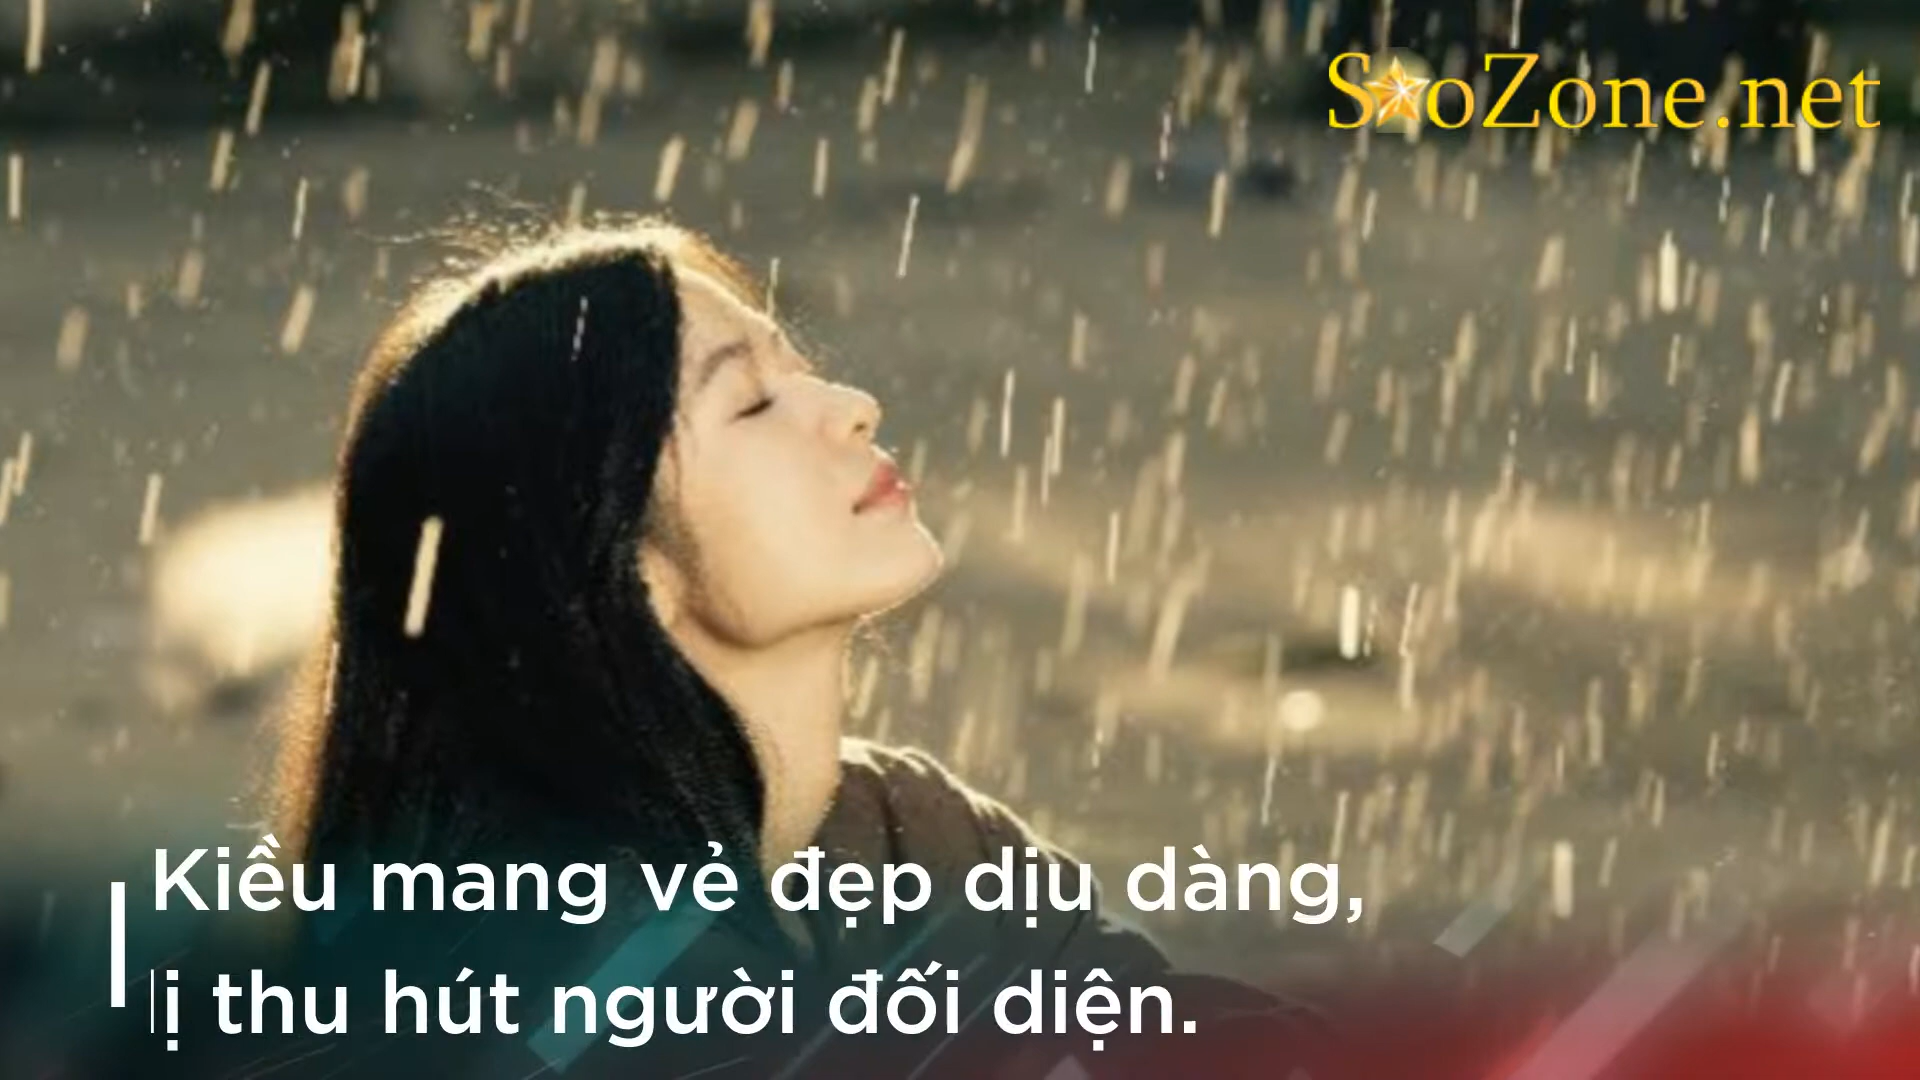 SaoZone.net
Kiều mang vẻ đẹp dịu dàng,
ị thu hút người đối diện.